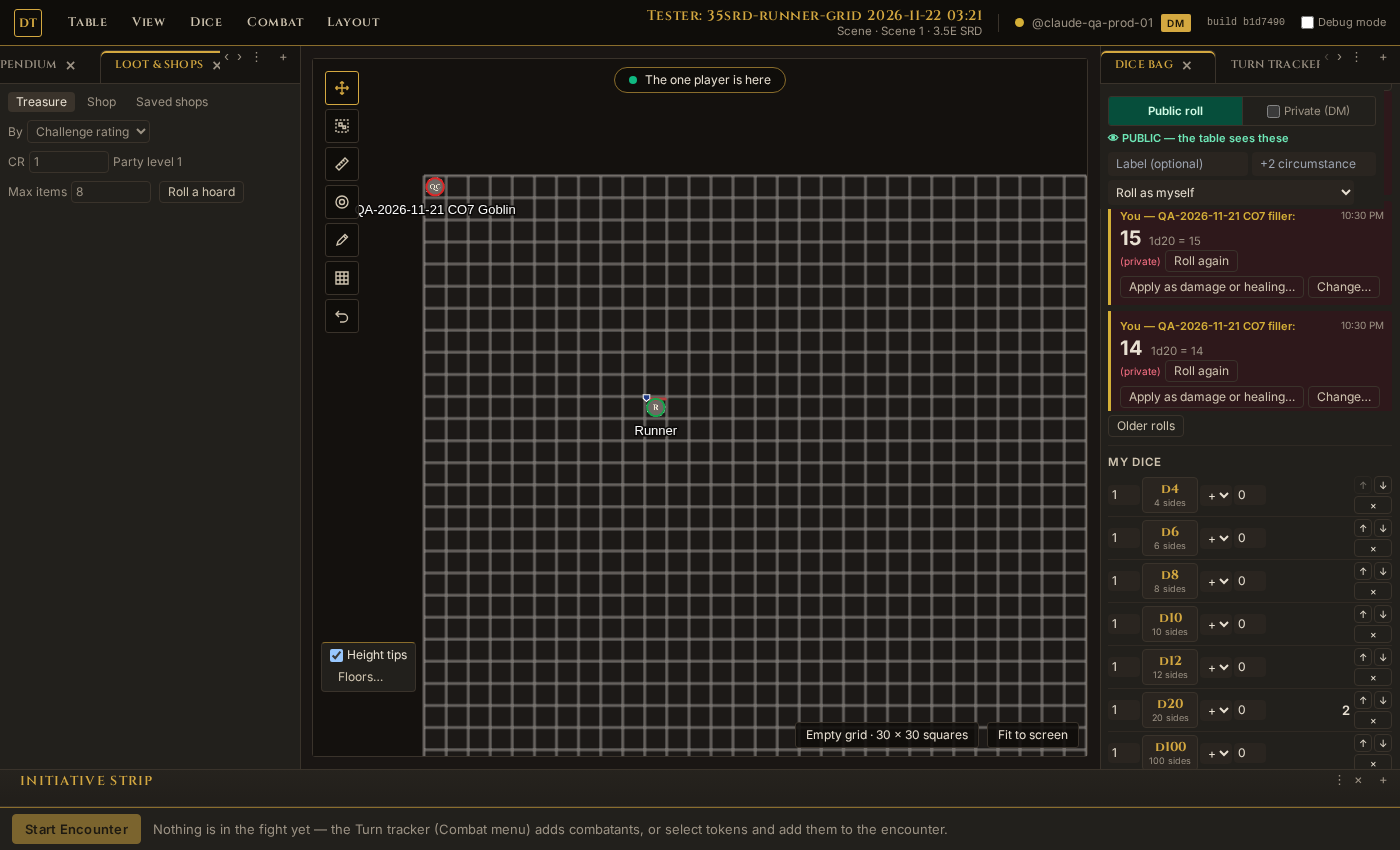 DT TABLE VIEW DICE COMBAT LAYOUT
TESTER: 35SRD-RUNNER-GRID 2026-11-22 03:21
Scene · Scene 1 · 3.5E SRD
@claude-qa-prod-01 DM build b1d7490 Debug mode
PENDIUM × LOOT & SHOPS × ‹ › ⋮ +
Treasure Shop Saved shops
By Challenge rating
CR 1 Party level 1
Max items 8 Roll a hoard
The one player is here
QC
QA-2026-11-21 CO7 Goblin
R
Runner
Height tips
Floors...
Empty grid · 30 × 30 squares Fit to screen
DICE BAG × TURN TRACKER ‹ › ⋮ +
Public roll Private (DM)
PUBLIC — the table sees these
Label (optional) +2 circumstance
Roll as myself
You — QA-2026-11-21 CO7 filler: 10:30 PM
15 1d20 = 15
(private) Roll again
Apply as damage or healing... Change...
You — QA-2026-11-21 CO7 filler: 10:30 PM
14 1d20 = 14
(private) Roll again
Apply as damage or healing... Change...
Older rolls
MY DICE
1 D4 + 0 ↑ ↓
4 sides ×
1 D6 + 0 ↑ ↓
6 sides ×
1 D8 + 0 ↑ ↓
8 sides ×
1 D10 + 0 ↑ ↓
10 sides ×
1 D12 + 0 ↑ ↓
12 sides ×
1 D20 + 0 2 ↑ ↓
20 sides ×
1 D100 + 0 ↑ ↓
100 sides ×
INITIATIVE STRIP ⋮ × +
Start Encounter Nothing is in the fight yet — the Turn tracker (Combat menu) adds combatants, or select tokens and add them to the encounter.